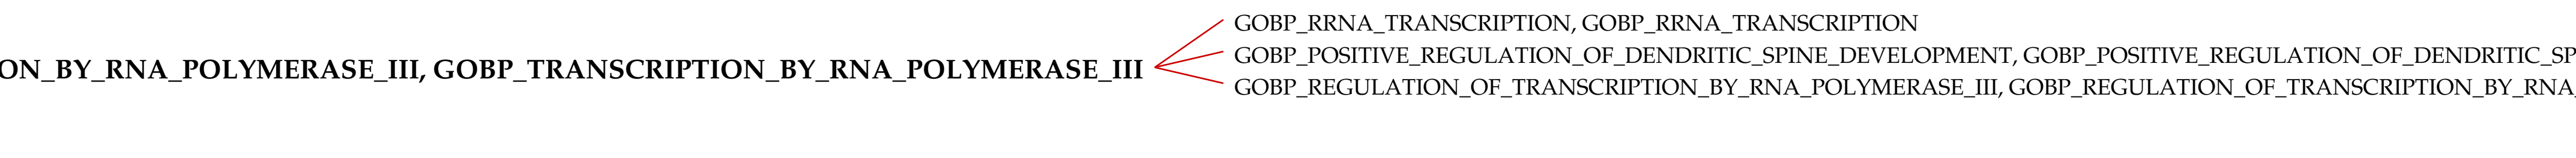 GOBP_RRNA_TRANSCRIPTION, GOBP_RRNA_TRANSCRIPTION
GOBP_POSITIVE_REGULATION_OF_DENDRITIC_SPINE_DEVELOPMENT, GOBP_POSITIVE_REGULATION_OF_DENDRITIC_SP
ON_BY_RNA_POLYMERASE_III, GOBP_TRANSCRIPTION_BY_RNA_POLYMERASE_III
GOBP_REGULATION_OF_TRANSCRIPTION_BY_RNA_POLYMERASE_III, GOBP_REGULATION_OF_TRANSCRIPTION_BY_RNA_